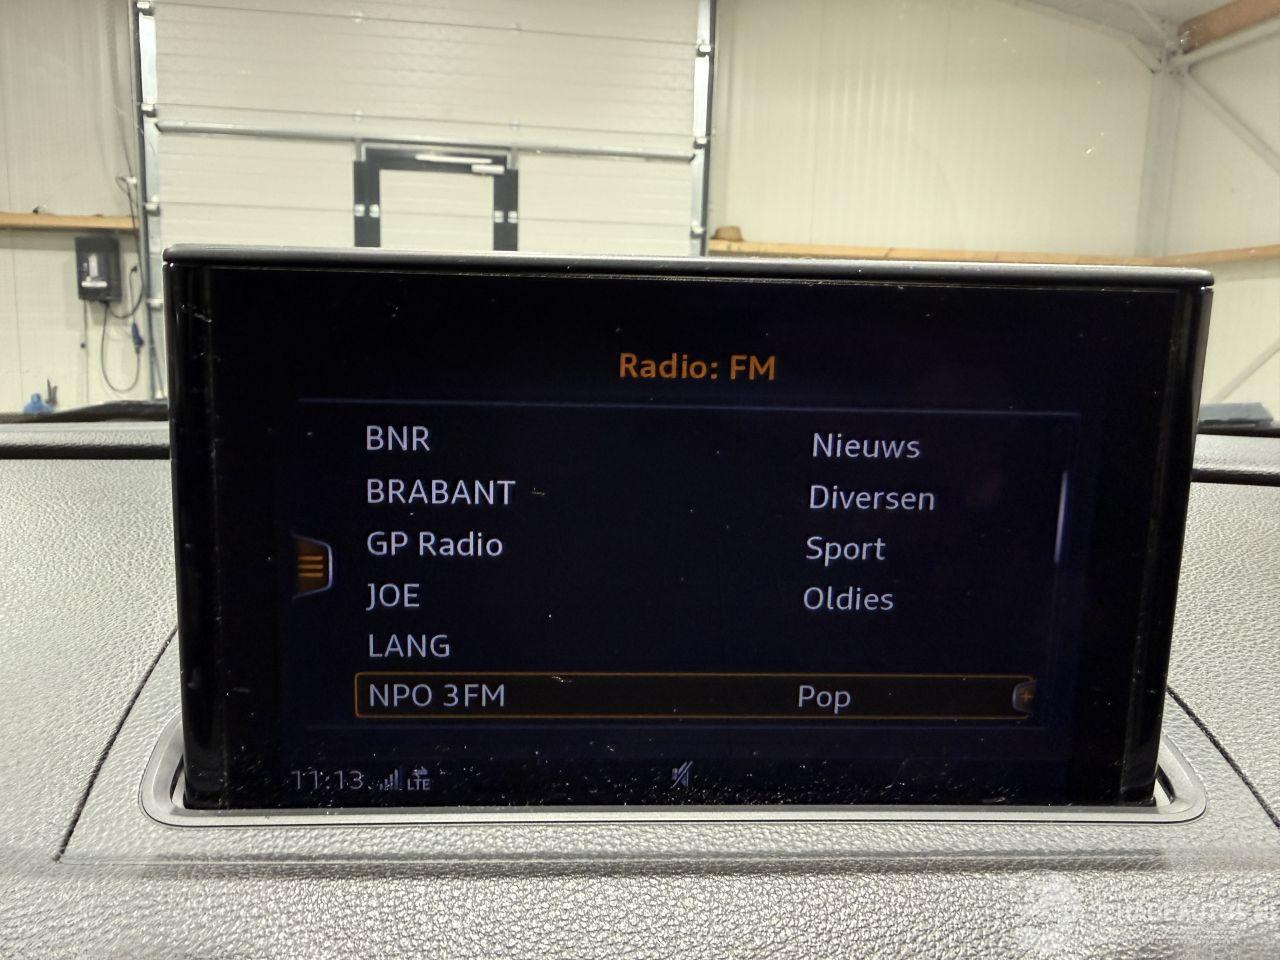 Radio: FM
BNR Nieuws
BRABANT Diversen
GP Radio Sport
JOE Oldies
LANG
NPO 3FM Pop
11:13 LTE